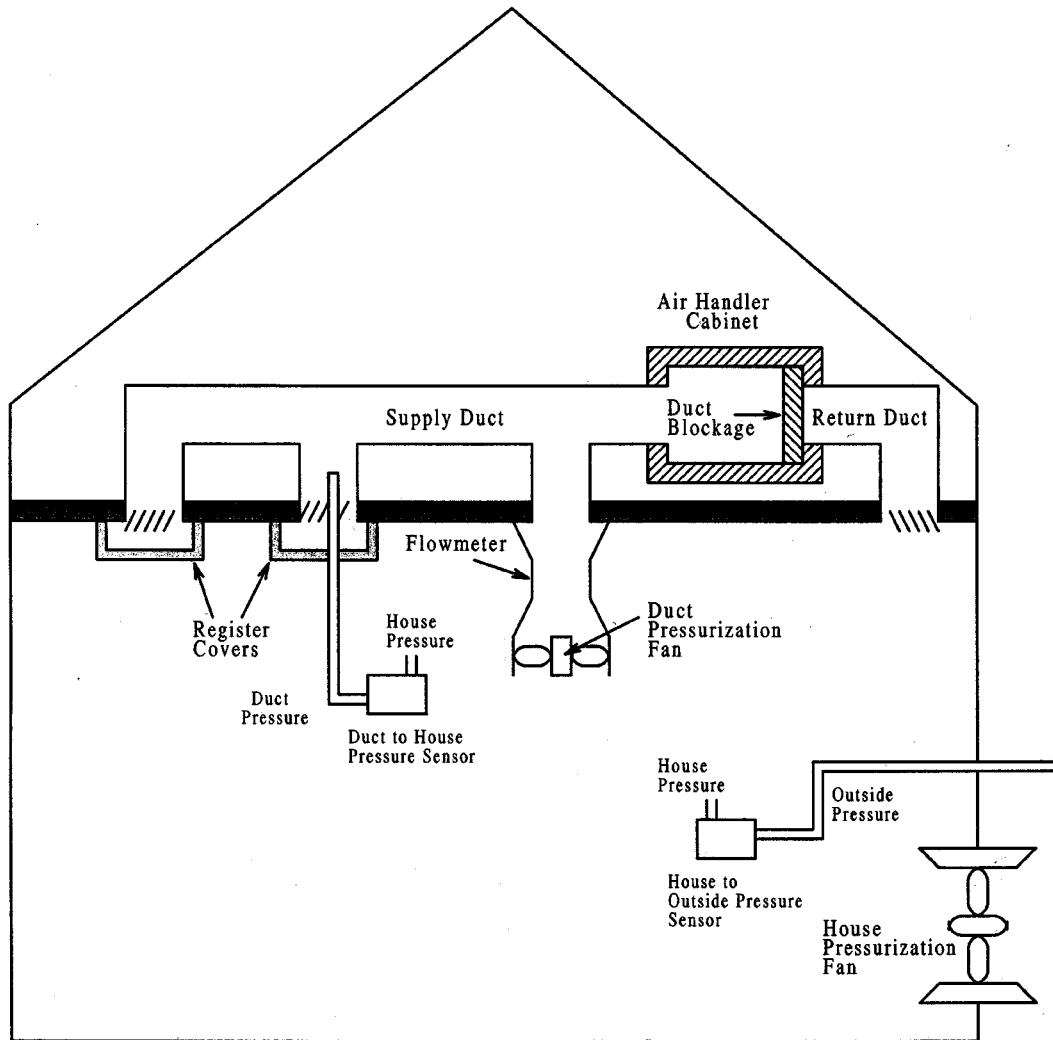 Air Handler
Cabinet
Supply Duct
Duct
Blockage
Return Duct
Flowmeter
Register
Covers
House
Pressure
Duct
Pressurization
Fan
Duct
Pressure
Duct to House
Pressure Sensor
House
Pressure
Outside
Pressure
House to
Outside Pressure
Sensor
House
Pressurization
Fan